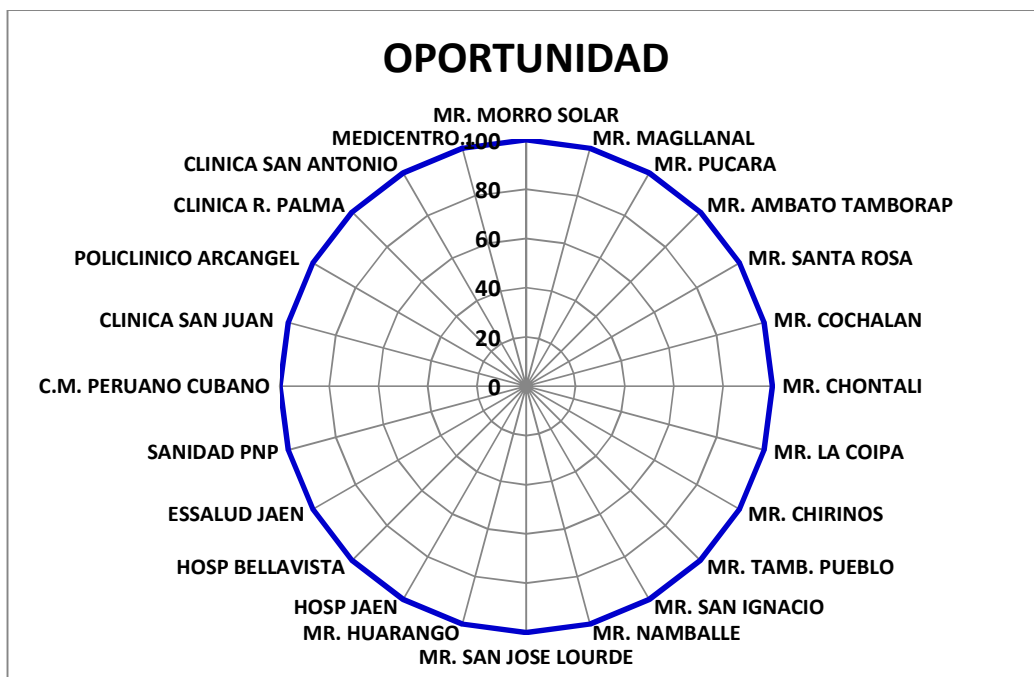 OPORTUNIDAD
MR. MORRO SOLAR
MR. MAGLLANAL
MR. PUCARA
MR. AMBATO TAMBORAP
MR. SANTA ROSA
MR. COCHALAN
MR. CHONTALI
MR. LA COIPA
MR. CHIRINOS
MR. TAMB. PUEBLO
MR. SAN IGNACIO
MR. NAMBALLE
MR. SAN JOSE LOURDE
MR. HUARANGO
HOSP JAEN
HOSP BELLAVISTA
ESSALUD JAEN
SANIDAD PNP
C.M. PERUANO CUBANO
CLINICA SAN JUAN
POLICLINICO ARCANGEL
CLINICA R. PALMA
CLINICA SAN ANTONIO
MEDICENTRO.
100
80
60
40
20
0